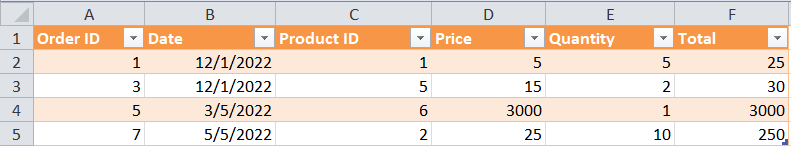 A B C D E F
1 Order ID Date Product ID Price Quantity Total
2 1 12/1/2022 1 5 5 25
3 3 12/1/2022 5 15 2 30
4 5 3/5/2022 6 3000 1 3000
5 7 5/5/2022 2 25 10 250